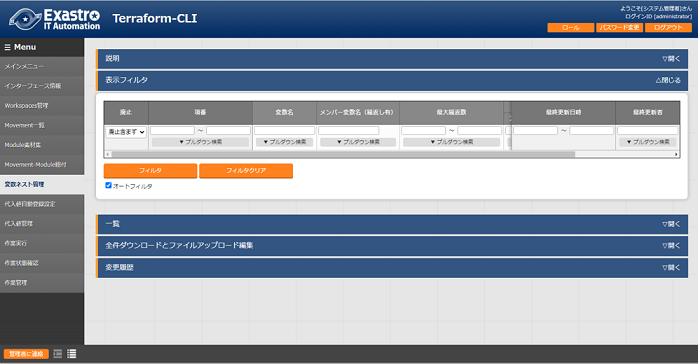 Exastro
IT Automation
Terraform-CLI
ようこそ[システム管理者]さん
ログインID [administrator]
ロール
パスワード変更
ログアウト
Menu
メインメニュー
インターフェース情報
Workspaces管理
Movement一覧
Module素材集
Movement-Module紐付
変数ネスト管理
代入値自動登録設定
代入値管理
作業実行
作業状態確認
作業管理
説明
▽開く
表示フィルタ
△閉じる
廃止
項番
変数名
メンバー変数名（繰返し有）
最大繰返数
最終更新日時
最終更新者
廃止含まず
～
～
～
▼ プルダウン検索
▼ プルダウン検索
▼ プルダウン検索
▼ プルダウン検索
▼ プルダウン検索
フィルタ
フィルタクリア
オートフィルタ
一覧
▽開く
全件ダウンロードとファイルアップロード編集
▽開く
変更履歴
▽開く
管理者に連絡